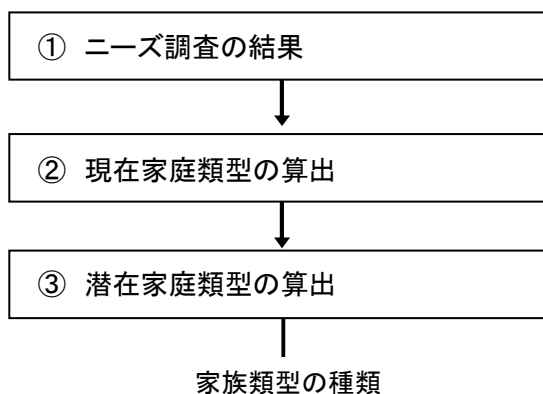 ① ニーズ調査の結果
② 現在家庭類型の算出
③ 潜在家庭類型の算出
家族類型の種類